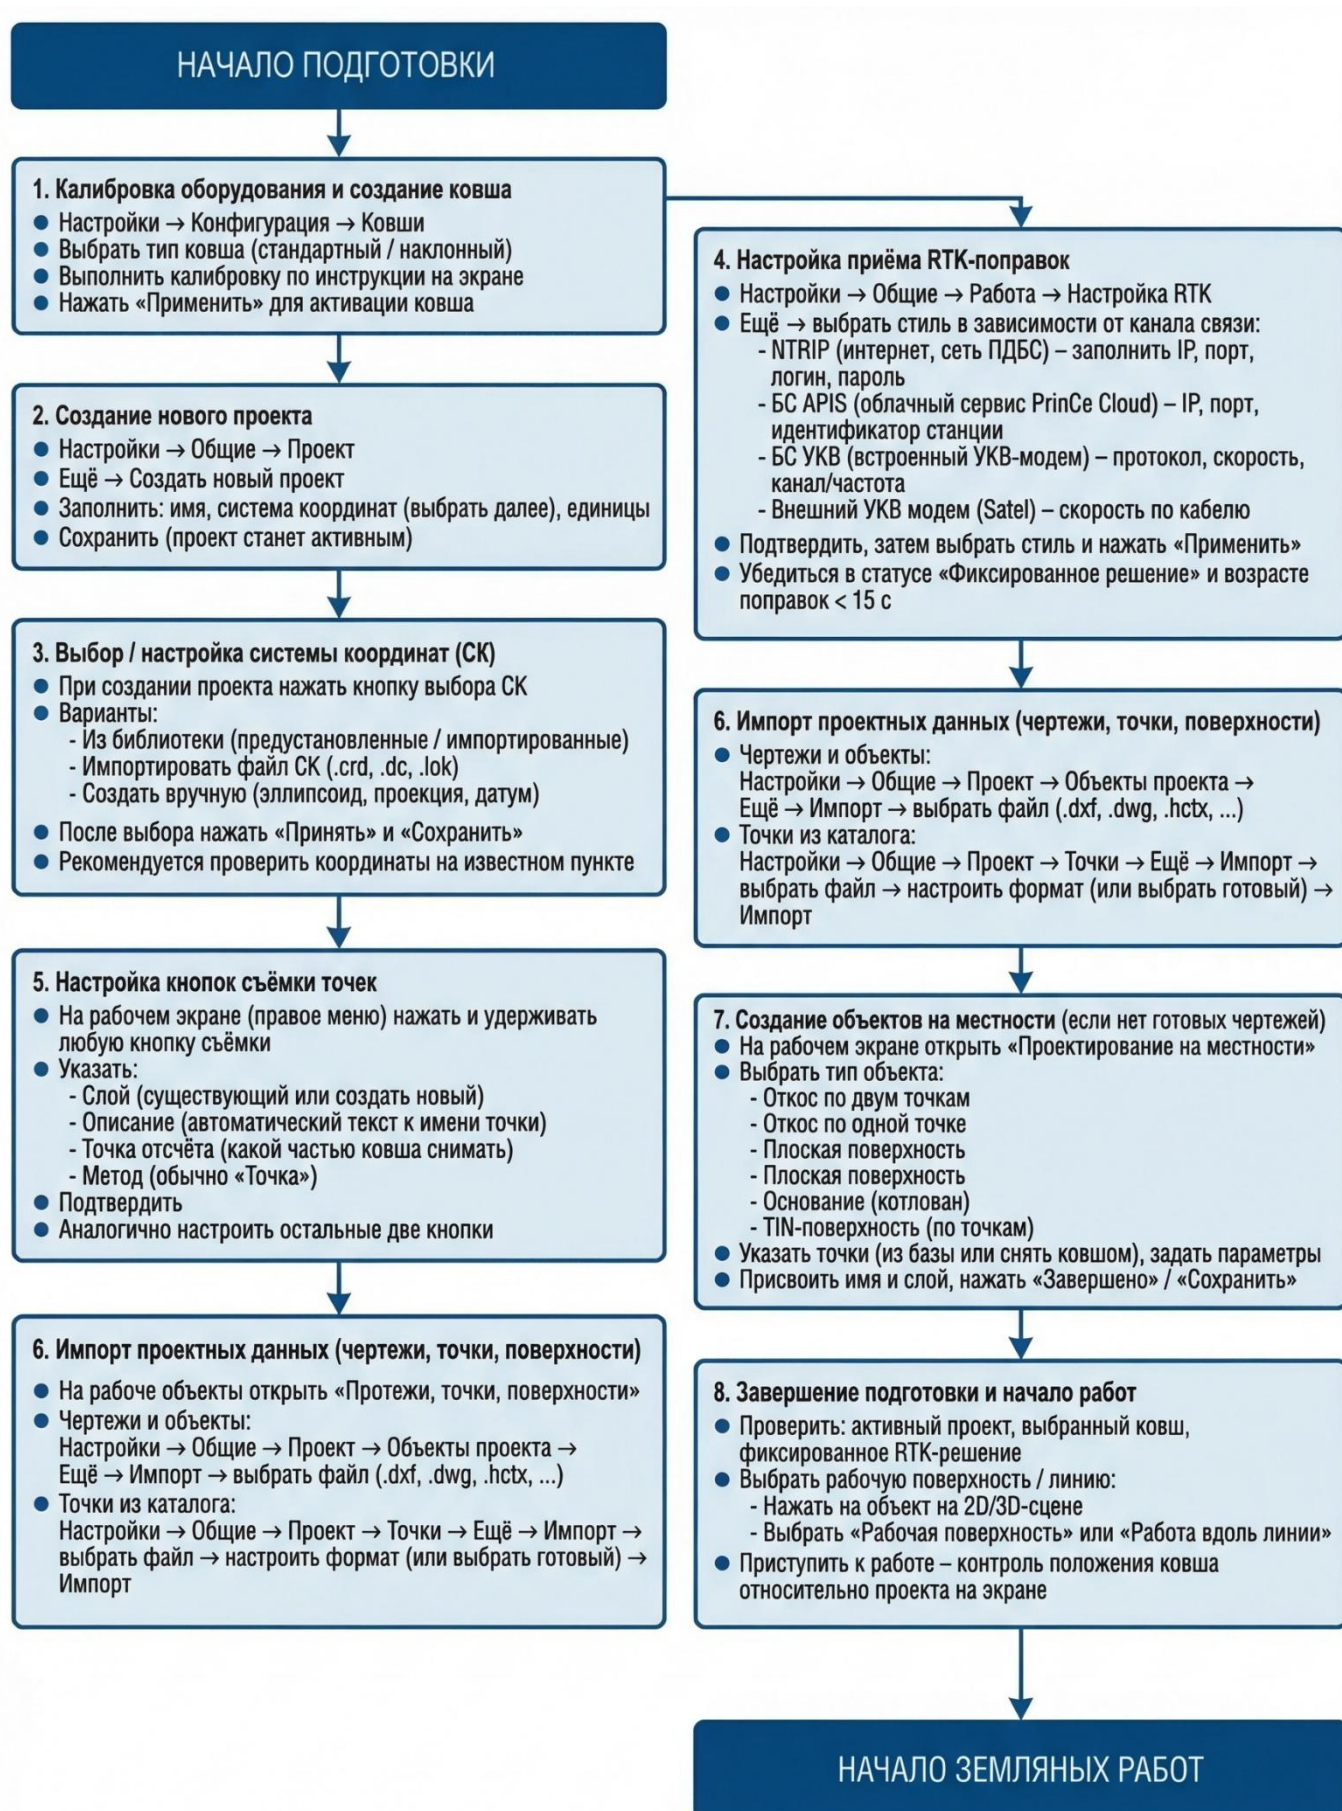 НАЧАЛО ПОДГОТОВКИ
1. Калибровка оборудования и создание ковша
● Настройки → Конфигурация → Ковши
● Выбрать тип ковша (стандартный / наклонный)
● Выполнить калибровку по инструкции на экране
● Нажать «Применить» для активации ковша
2. Создание нового проекта
● Настройки → Общие → Проект
● Ещё → Создать новый проект
● Заполнить: имя, система координат (выбрать далее), единицы
● Сохранить (проект станет активным)
3. Выбор / настройка системы координат (СК)
● При создании проекта нажать кнопку выбора СК
● Варианты:
- Из библиотеки (предустановленные / импортированные)
- Импортировать файл СК (.crd, .dc, .lok)
- Создать вручную (эллипсоид, проекция, датум)
● После выбора нажать «Принять» и «Сохранить»
● Рекомендуется проверить координаты на известном пункте
5. Настройка кнопок съёмки точек
● На рабочем экране (правое меню) нажать и удерживать
любую кнопку съёмки
● Указать:
- Слой (существующий или создать новый)
- Описание (автоматический текст к имени точки)
- Точка отсчёта (какой частью ковша снимать)
- Метод (обычно «Точка»)
● Подтвердить
● Аналогично настроить остальные две кнопки
6. Импорт проектных данных (чертежи, точки, поверхности)
● На рабоче объекты открыть «Протежи, точки, поверхности»
● Чертежи и объекты:
Настройки → Общие → Проект → Объекты проекта →
Ещё → Импорт → выбрать файл (.dxf, .dwg, .hctx, ...)
● Точки из каталога:
Настройки → Общие → Проект → Точки → Ещё → Импорт →
выбрать файл → настроить формат (или выбрать готовый) →
Импорт
4. Настройка приёма RTK-поправок
● Настройки → Общие → Работа → Настройка RTK
● Ещё → выбрать стиль в зависимости от канала связи:
- NTRIP (интернет, сеть ПДБС) – заполнить IP, порт,
логин, пароль
- БС APIS (облачный сервис PrinCe Cloud) – IP, порт,
идентификатор станции
- БС УКВ (встроенный УКВ-модем) – протокол, скорость,
канал/частота
- Внешний УКВ модем (Satel) – скорость по кабелю
● Подтвердить, затем выбрать стиль и нажать «Применить»
● Убедиться в статусе «Фиксированное решение» и возрасте
поправок < 15 с
6. Импорт проектных данных (чертежи, точки, поверхности)
● Чертежи и объекты:
Настройки → Общие → Проект → Объекты проекта →
Ещё → Импорт → выбрать файл (.dxf, .dwg, .hctx, ...)
● Точки из каталога:
Настройки → Общие → Проект → Точки → Ещё → Импорт →
выбрать файл → настроить формат (или выбрать готовый) →
Импорт
7. Создание объектов на местности (если нет готовых чертежей)
● На рабочем экране открыть «Проектирование на местности»
● Выбрать тип объекта:
- Откос по двум точкам
- Откос по одной точке
- Плоская поверхность
- Плоская поверхность
- Основание (котлован)
- TIN-поверхность (по точкам)
● Указать точки (из базы или снять ковшом), задать параметры
● Присвоить имя и слой, нажать «Завершено» / «Сохранить»
8. Завершение подготовки и начало работ
● Проверить: активный проект, выбранный ковш,
фиксированное RTK-решение
● Выбрать рабочую поверхность / линию:
- Нажать на объект на 2D/3D-сцене
- Выбрать «Рабочая поверхность» или «Работа вдоль линии»
● Приступить к работе – контроль положения ковша
относительно проекта на экране
НАЧАЛО ЗЕМЛЯНЫХ РАБОТ